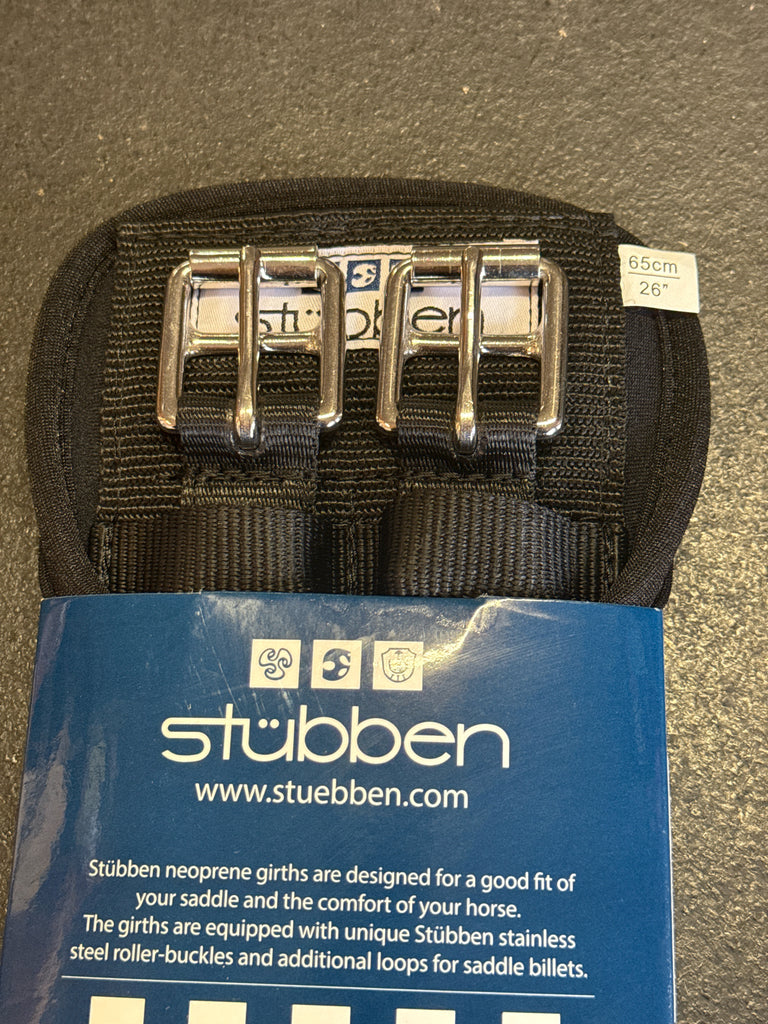 65cm
26”
stübben
stübben
www.stuebben.com
Stübben neoprene girths are designed for a good fit of
your saddle and the comfort of your horse.
The girths are equipped with unique Stübben stainless
steel roller-buckles and additional loops for saddle billets.